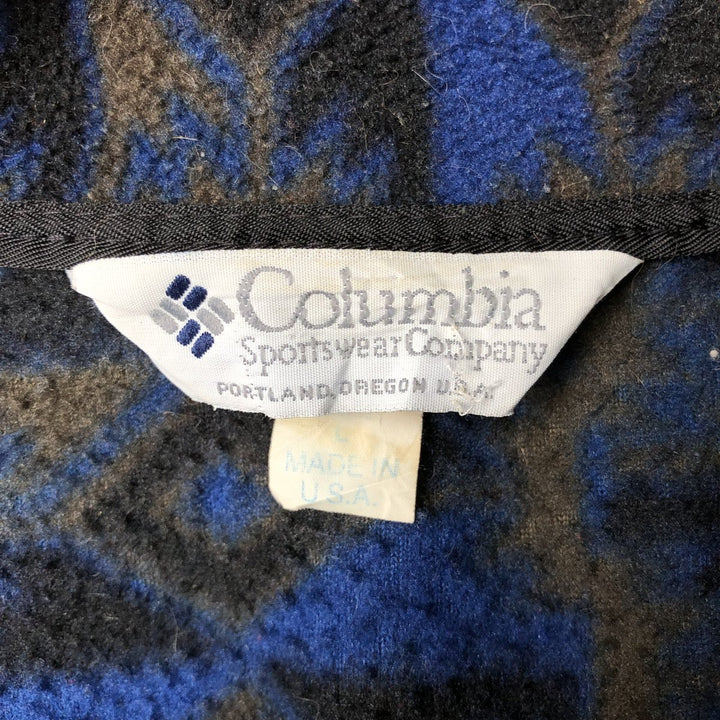 Columbia
Sportswear Company
PORTLAND, OREGON U.S.A.
L
MADE IN
U.S.A.